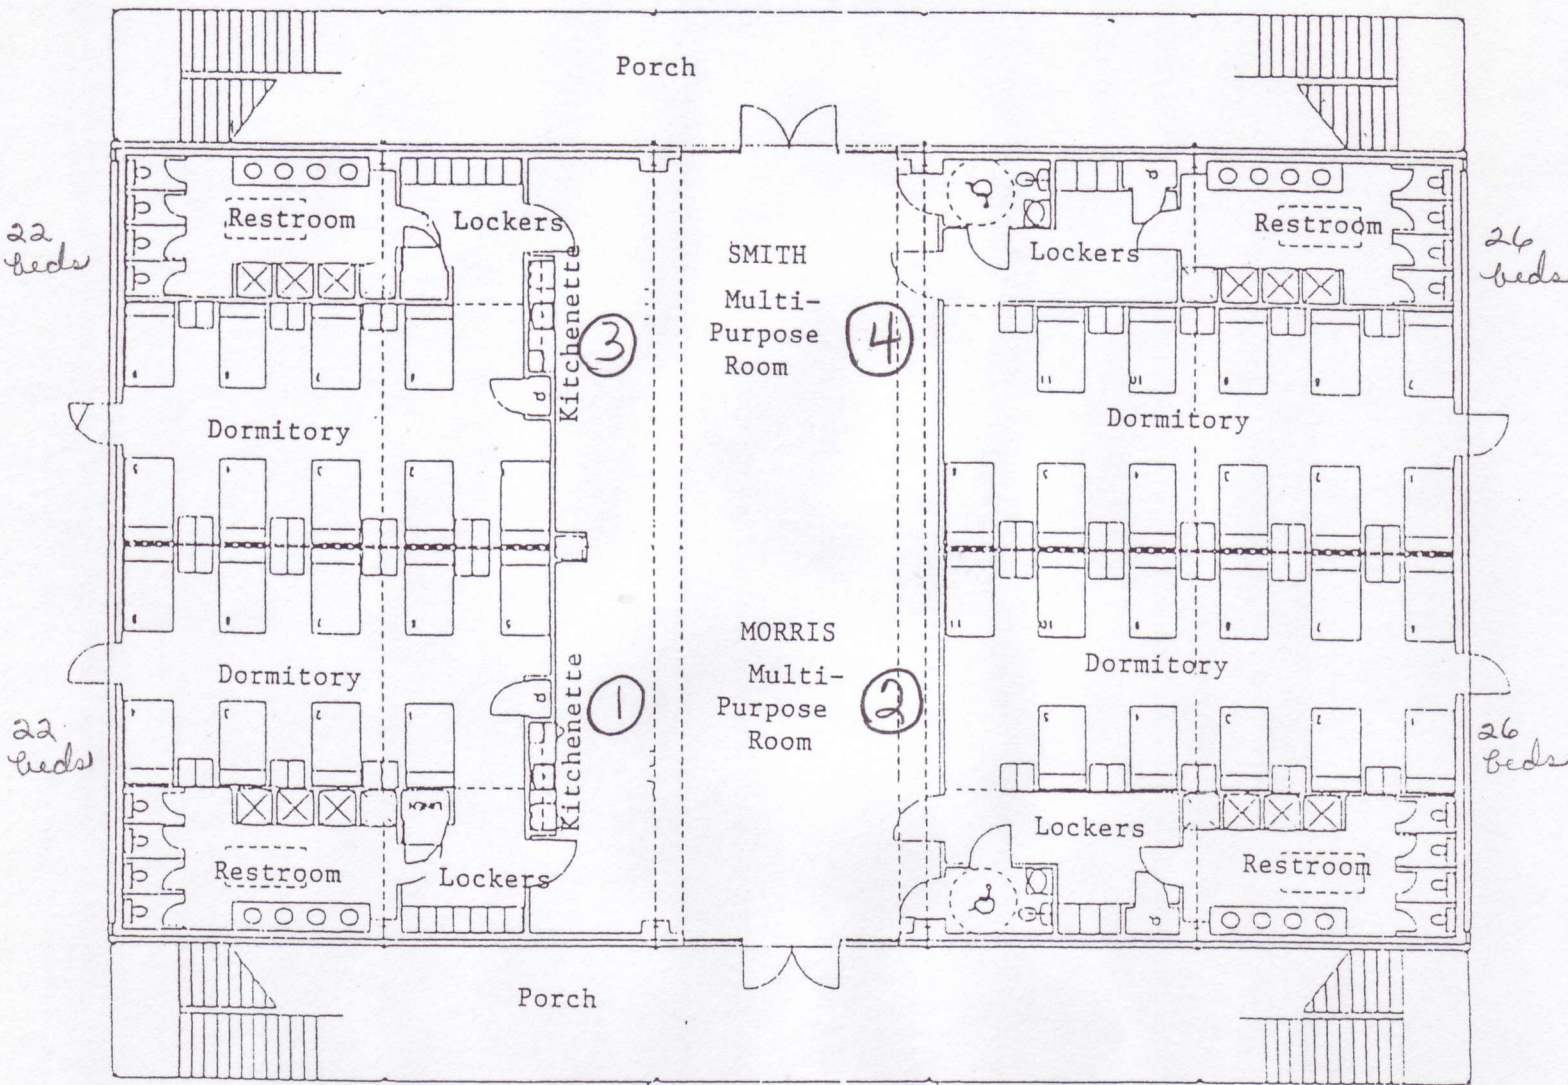 Porch
Restroom
Lockers
SMITH
Multi-
Purpose
Room
Lockers
Restroom
22
beds
26
beds
Kitchenette
3
4
Dormitory
Dormitory
MORRIS
Multi-
Purpose
Room
Dormitory
Dormitory
1
2
22
beds
26
beds
Kitchenette
Restroom
Lockers
Lockers
Restroom
Porch